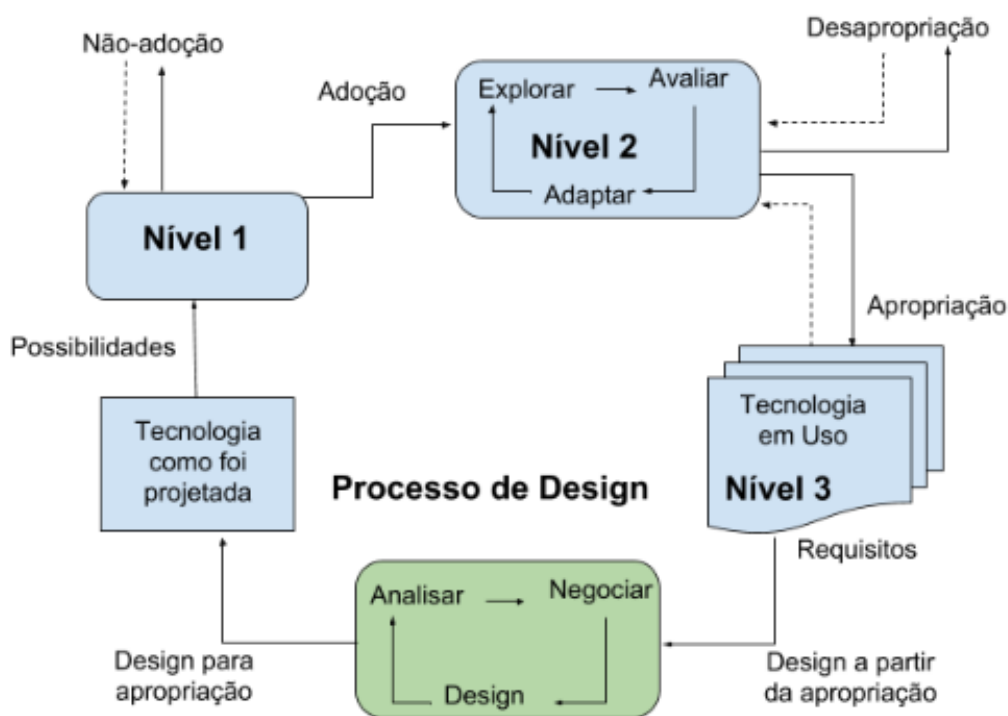 Não-adoção
Desapropriação
Adoção
Explorar
Avaliar
Nível 2
Adaptar
Nível 1
Possibilidades
Apropriação
Tecnologia
como foi
projetada
Tecnologia
em Uso
Nível 3
Processo de Design
Requisitos
Analisar
Negociar
Design
Design para
apropriação
Design a partir
da apropriação